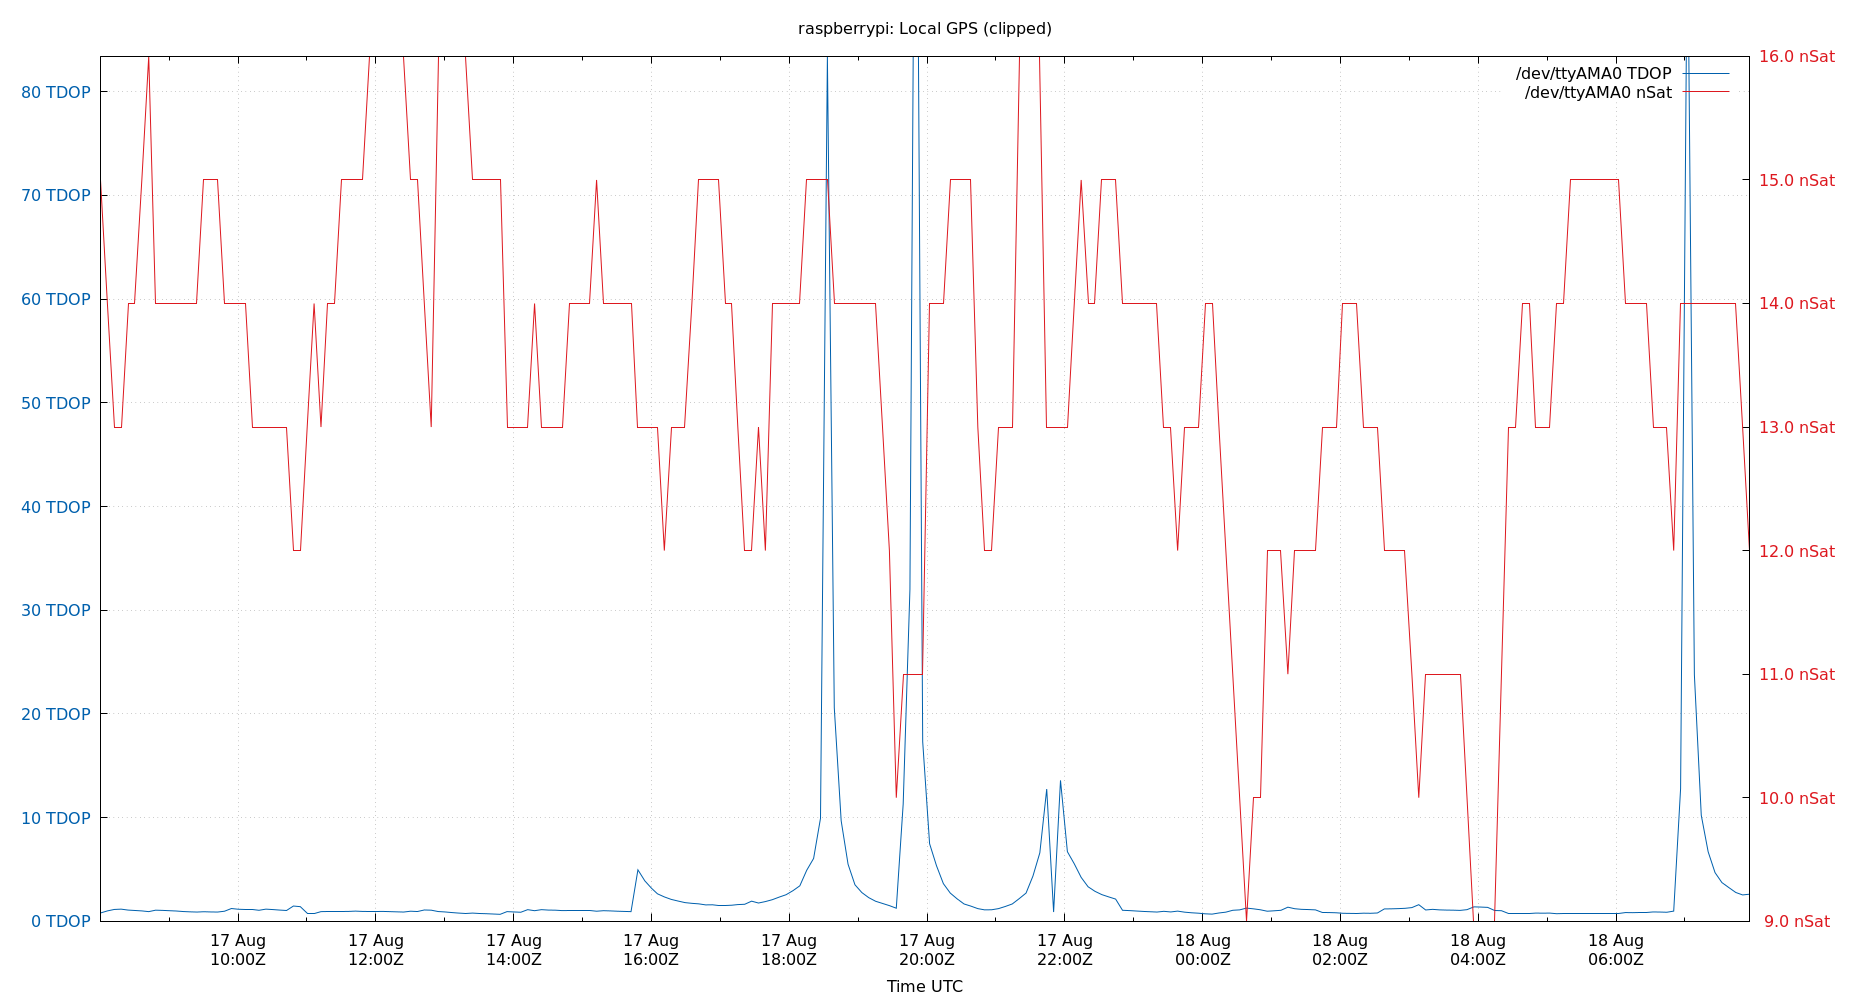 raspberrypi: Local GPS (clipped)
/dev/ttyAMA0 TDOP
/dev/ttyAMA0 nSat
80 TDOP
70 TDOP
60 TDOP
50 TDOP
40 TDOP
30 TDOP
20 TDOP
10 TDOP
0 TDOP
16.0 nSat
15.0 nSat
14.0 nSat
13.0 nSat
12.0 nSat
11.0 nSat
10.0 nSat
9.0 nSat
17 Aug
10:00Z
17 Aug
12:00Z
17 Aug
14:00Z
17 Aug
16:00Z
17 Aug
18:00Z
17 Aug
20:00Z
17 Aug
22:00Z
18 Aug
00:00Z
18 Aug
02:00Z
18 Aug
04:00Z
18 Aug
06:00Z
Time UTC